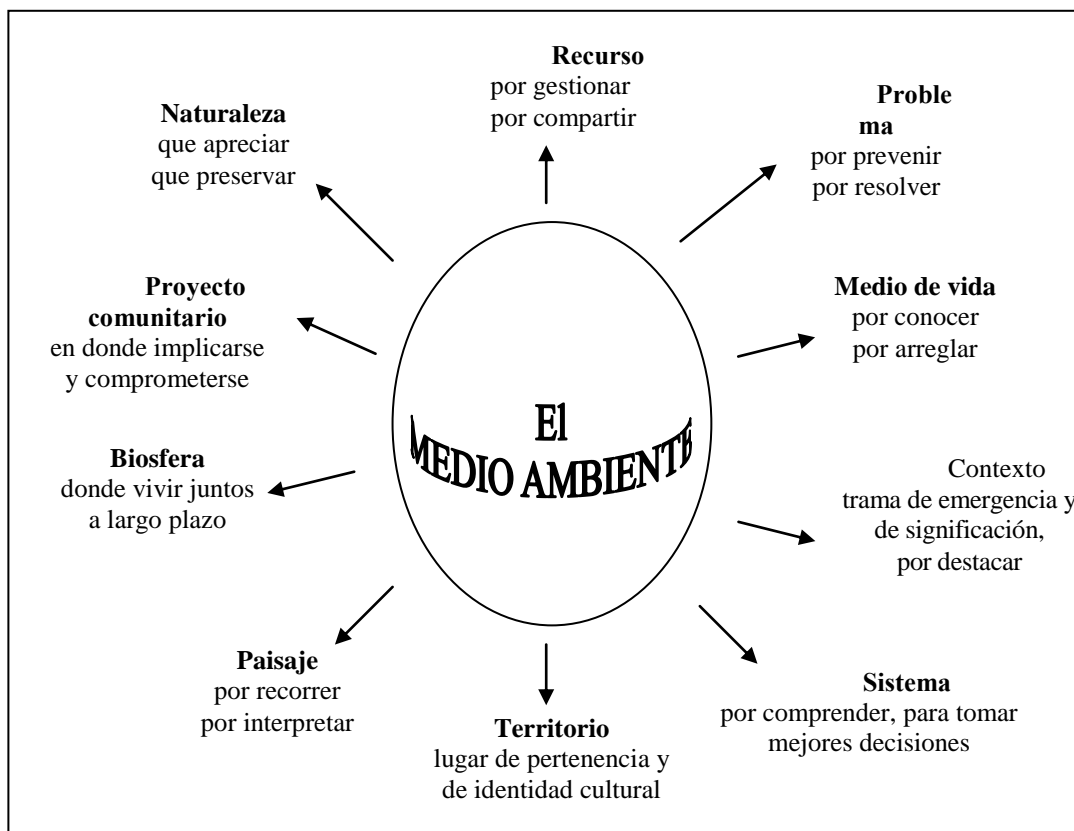 Recurso
por gestionar
por compartir
Proble
ma
por prevenir
por resolver
Naturaleza
que apreciar
que preservar
Medio de vida
por conocer
por arreglar
Proyecto
comunitario
en donde implicarse
y comprometerse
El
MEDIO AMBIENTE
Biosfera
donde vivir juntos
a largo plazo
Contexto
trama de emergencia y
de significación,
por destacar
Paisaje
por recorrer
por interpretar
Sistema
por comprender, para tomar
mejores decisiones
Territorio
lugar de pertenencia y
de identidad cultural